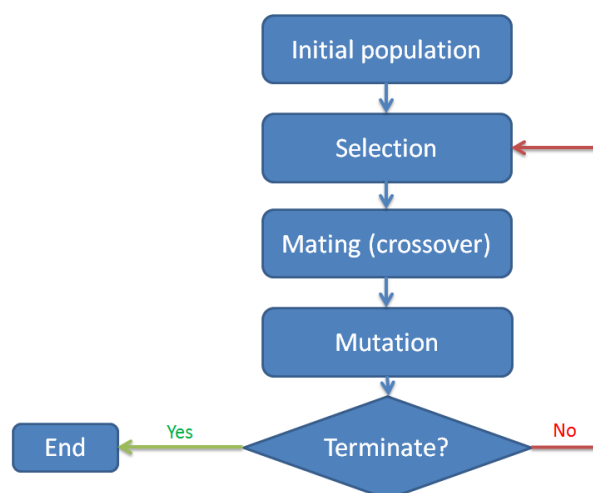 Initial population
Selection
Mating (crossover)
Mutation
Terminate?
Yes
No
End